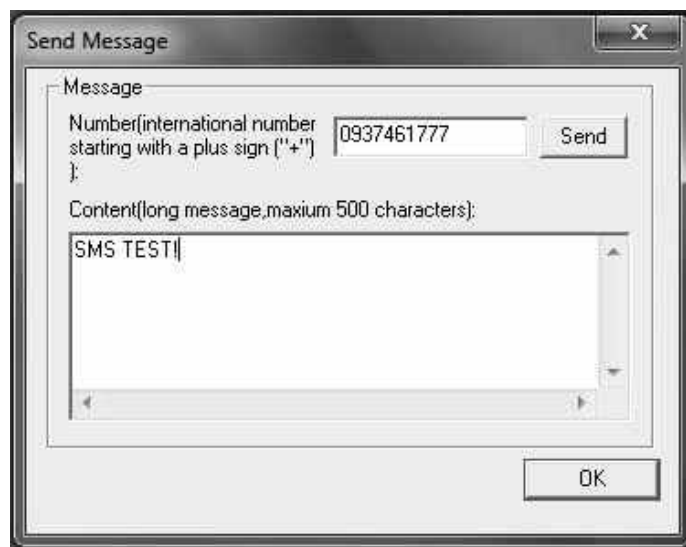 Send Message
Message
Number(international number
starting with a plus sign ("+")
):
0937461777
Send
Content(long message,maxium 500 characters):
SMS TEST!
OK